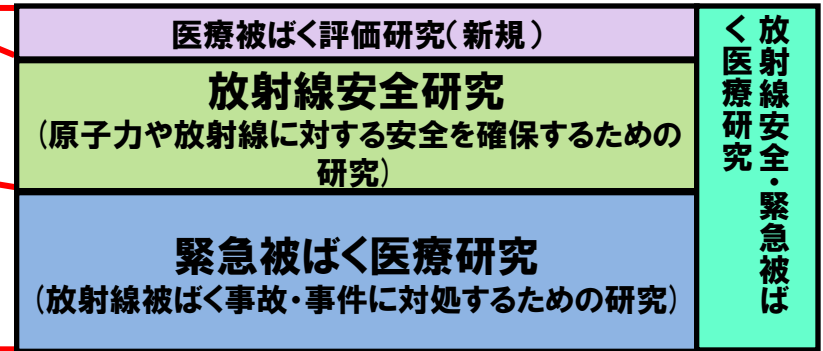 医療被ばく評価研究（新規）
放射線安全研究
（原子力や放射線に対する安全を確保するための
研究）
緊急被ばく医療研究
（放射線被ばく事故・事件に対処するための研究）
放射線安全・緊急被ば
く医療研究